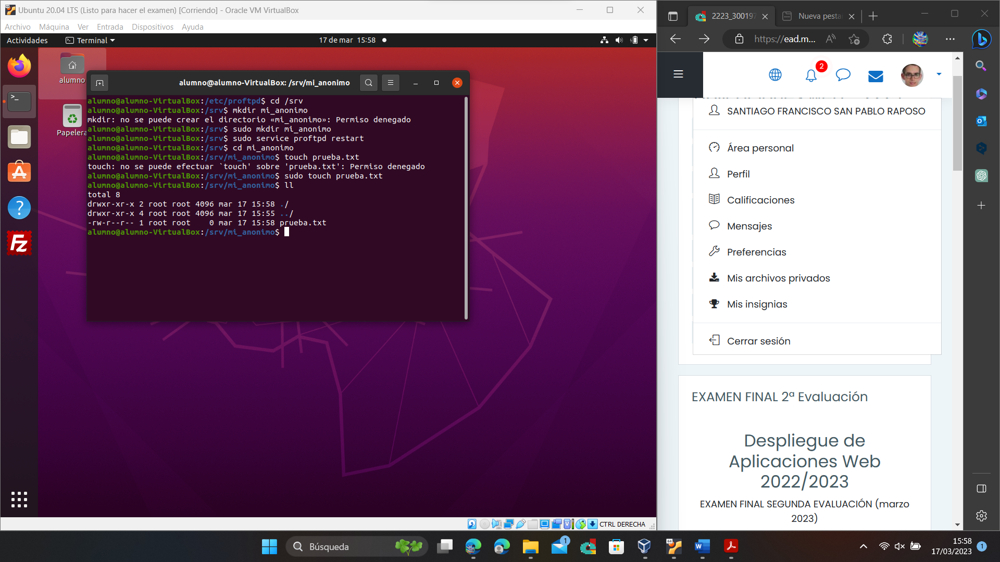 Ubuntu 20.04 LTS (Listo para hacer el examen) [Corriendo] - Oracle VM VirtualBox
Archivo Máquina Ver Entrada Dispositivos Ayuda
Actividades Terminal 17 de mar 15:58
alumno
Papelera
alumno@alumno-VirtualBox: /srv/mi_anonimo
alumno@alumno-VirtualBox:/etc/proftpd$ cd /srv
alumno@alumno-VirtualBox:/srv$ mkdir mi_anonimo
mkdir: no se puede crear el directorio «mi_anonimo»: Permiso denegado
alumno@alumno-VirtualBox:/srv$ sudo mkdir mi_anonimo
alumno@alumno-VirtualBox:/srv$ sudo service proftpd restart
alumno@alumno-VirtualBox:/srv$ cd mi_anonimo
alumno@alumno-VirtualBox:/srv/mi_anonimo$ touch prueba.txt
touch: no se puede efectuar `touch' sobre 'prueba.txt': Permiso denegado
alumno@alumno-VirtualBox:/srv/mi_anonimo$ sudo touch prueba.txt
alumno@alumno-VirtualBox:/srv/mi_anonimo$ ll
total 8
drwxr-xr-x 2 root root 4096 mar 17 15:58 ./
drwxr-xr-x 4 root root 4096 mar 17 15:55 ../
-rw-r--r-- 1 root root    0 mar 17 15:58 prueba.txt
alumno@alumno-VirtualBox:/srv/mi_anonimo$
CTRL DERECHA
2223_300197
Nueva pesta
https://ead.m...
2
SANTIAGO FRANCISCO SAN PABLO RAPOSO
Área personal
Perfil
Calificaciones
Mensajes
Preferencias
Mis archivos privados
Mis insignias
Cerrar sesión
EXAMEN FINAL 2ª Evaluación
Despliegue de
Aplicaciones Web
2022/2023
EXAMEN FINAL SEGUNDA EVALUACIÓN (marzo
2023)
Búsqueda
1
15:58
17/03/2023
1